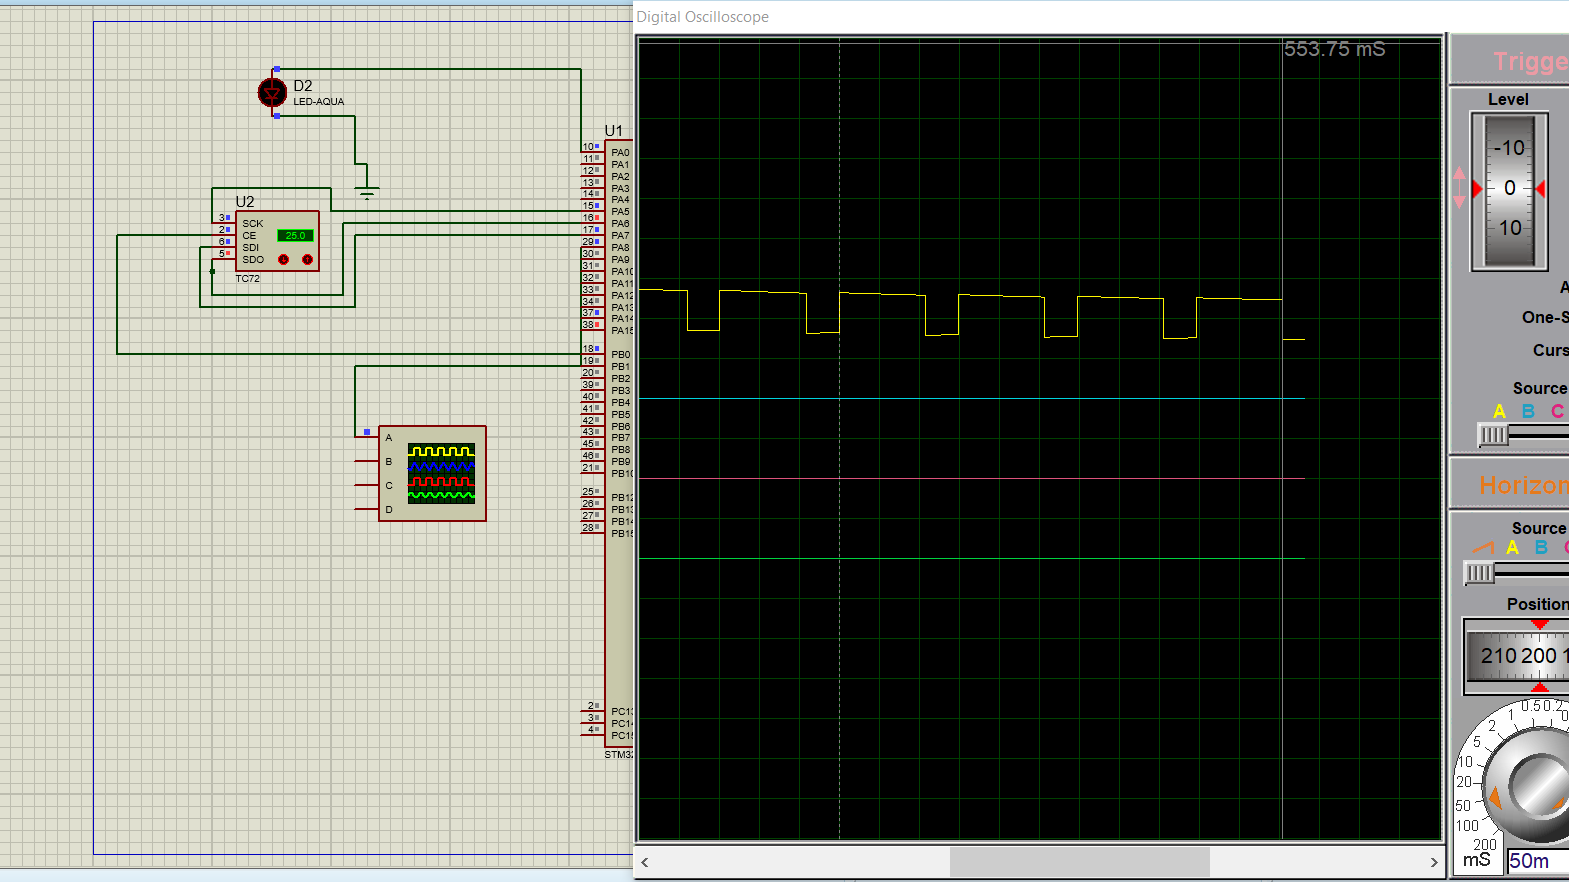 Digital Oscilloscope
553.75 mS
D2
LED-AQUA
U1
10 PA0
11 PA1
12 PA2
13 PA3
14 PA4
15 PA5
16 PA6
17 PA7
29 PA8
30 PA9
31 PA10
32 PA11
33 PA12
34 PA13
37 PA14
38 PA15
18 PB0
19 PB1
20 PB2
39 PB3
40 PB4
41 PB5
42 PB6
43 PB7
45 PB8
46 PB9
21 PB10
25 PB12
26 PB13
27 PB14
28 PB15
2 PC13
3 PC14
4 PC15
STM32
U2
3 SCK
2 CE
6 SDI
5 SDO
25.0
TC72
A
B
C
D
Trigge
Level
-10
0
10
A
One-S
Curs
Source
A B C
Horizon
Source
A B C
Position
210 200 1
200
100
50
20
10
5
2
1
0.5
0.2
mS
50m